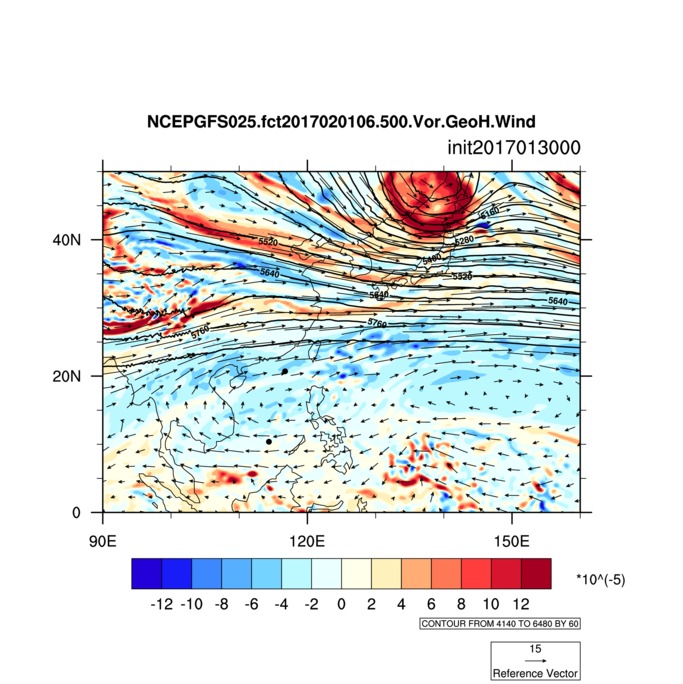 NCEPGFS025.fct2017020106.500.Vor.GeoH.Wind
init2017013000
5160
5280
5400
5520
5520
5640
5640
5640
5760
5760
40N
20N
0
90E 120E 150E
-12 -10 -8 -6 -4 -2 0 2 4 6 8 10 12
*10^(-5)
CONTOUR FROM 4140 TO 6480 BY 60
15
Reference Vector